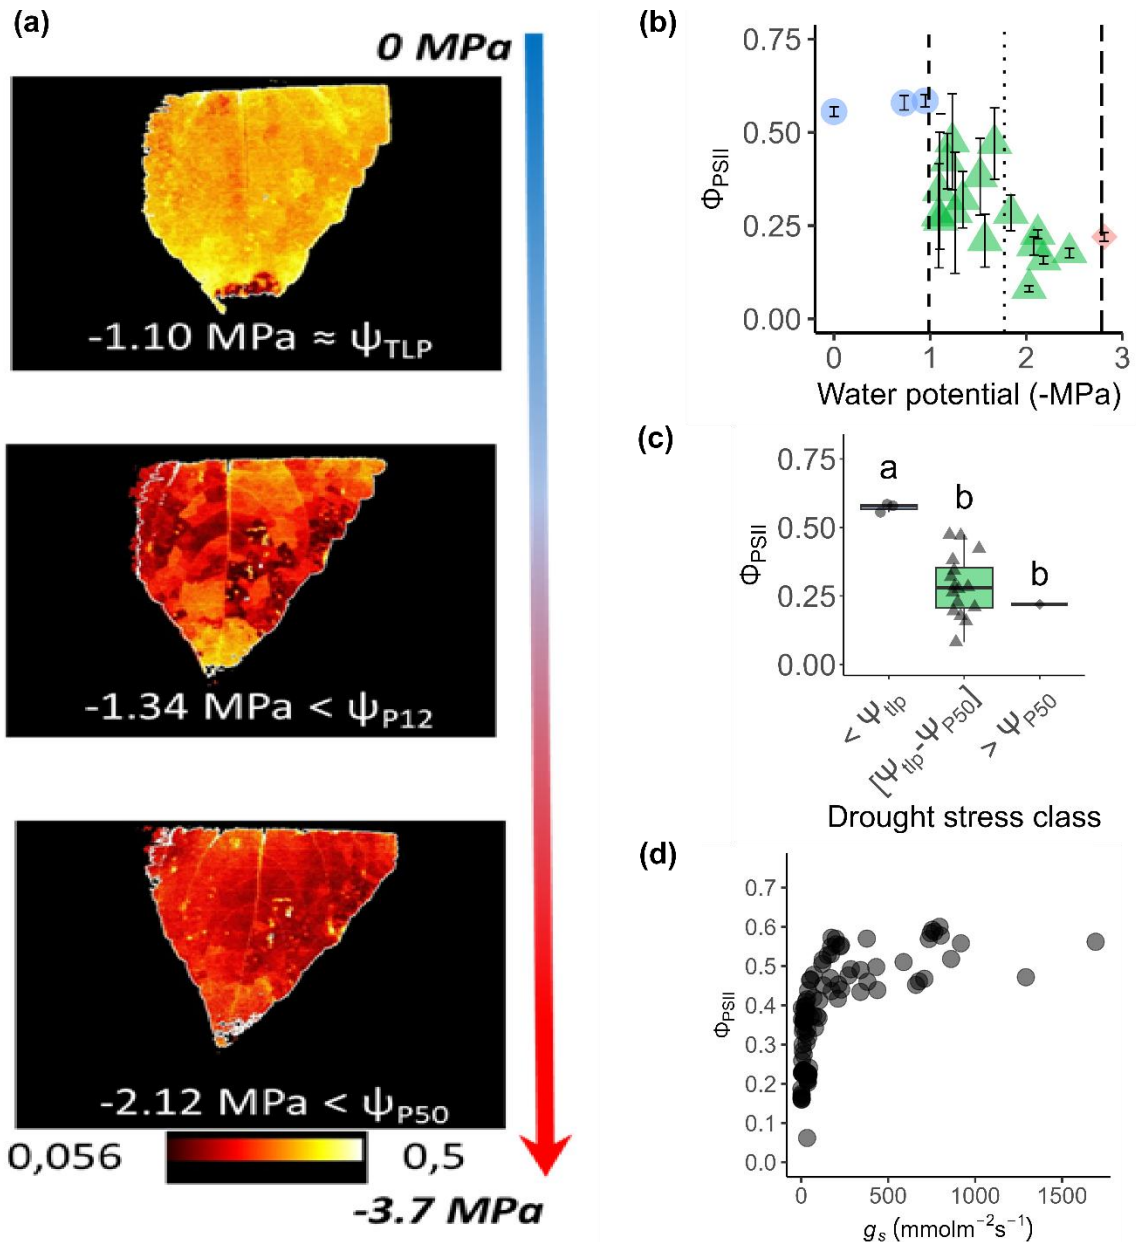 (a)
0 MPa
-1.10 MPa ≈ ψTLP
-1.34 MPa < ψP12
-2.12 MPa < ψP50
0,056
0,5
-3.7 MPa
(b)
0.75
0.50
0.25
0.00
ΦPSII
0
1
2
3
Water potential (-MPa)
(c)
0.75
0.50
0.25
0.00
ΦPSII
a
b
b
< Ψtlp
[Ψtlp-ΨP50]
> ΨP50
Drought stress class
(d)
0.7
0.6
0.5
0.4
0.3
0.2
0.1
0.0
ΦPSII
0
500
1000
1500
gs (mmolm−2s−1)